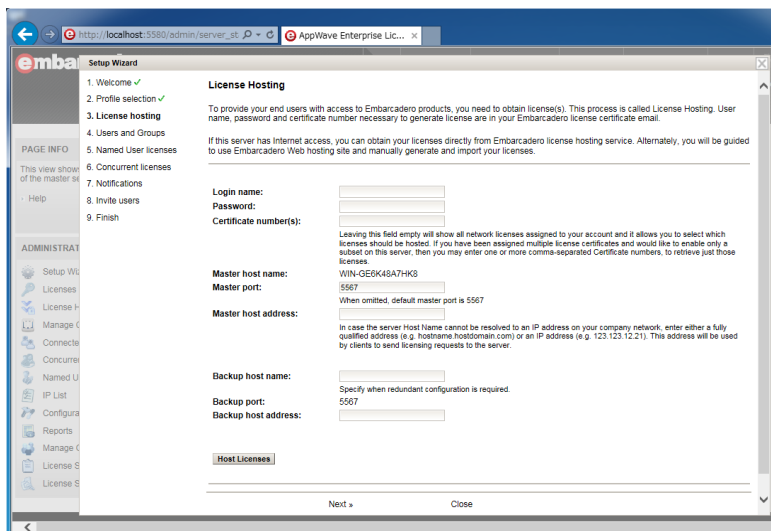 http://localhost:5580/admin/server_st
AppWave Enterprise Lic...
emba
Setup Wizard
1. Welcome ✓
2. Profile selection ✓
3. License hosting
4. Users and Groups
5. Named User licenses
6. Concurrent licenses
7. Notifications
8. Invite users
9. Finish
PAGE INFO
This view show
of the master se
Help
ADMINISTRAT
Setup Wiz
Licenses
License H
Manage C
Connecte
Concurre
Named U
IP List
Configura
Reports
Manage C
License S
License S
License Hosting
To provide your end users with access to Embarcadero products, you need to obtain license(s). This process is called License Hosting. User
name, password and certificate number necessary to generate license are in your Embarcadero license certificate email.
If this server has Internet access, you can obtain your licenses directly from Embarcadero license hosting service. Alternately, you will be guided
to use Embarcadero Web hosting site and manually generate and import your licenses.
Login name:
Password:
Certificate number(s):
Leaving this field empty will show all network licenses assigned to your account and it allows you to select which
licenses should be hosted. If you have been assigned multiple license certificates and would like to enable only a
subset on this server, then you may enter one or more comma-separated Certificate numbers, to retrieve just those
licenses.
Master host name: WIN-GE6K48A7HK8
Master port: 5567
When omitted, default master port is 5567
Master host address:
In case the server Host Name cannot be resolved to an IP address on your company network, enter either a fully
qualified address (e.g. hostname.hostdomain.com) or an IP address (e.g. 123.123.12.21). This address will be used
by clients to send licensing requests to the server.
Backup host name:
Specify when redundant configuration is required.
Backup port: 5567
Backup host address:
Host Licenses
Next »
Close